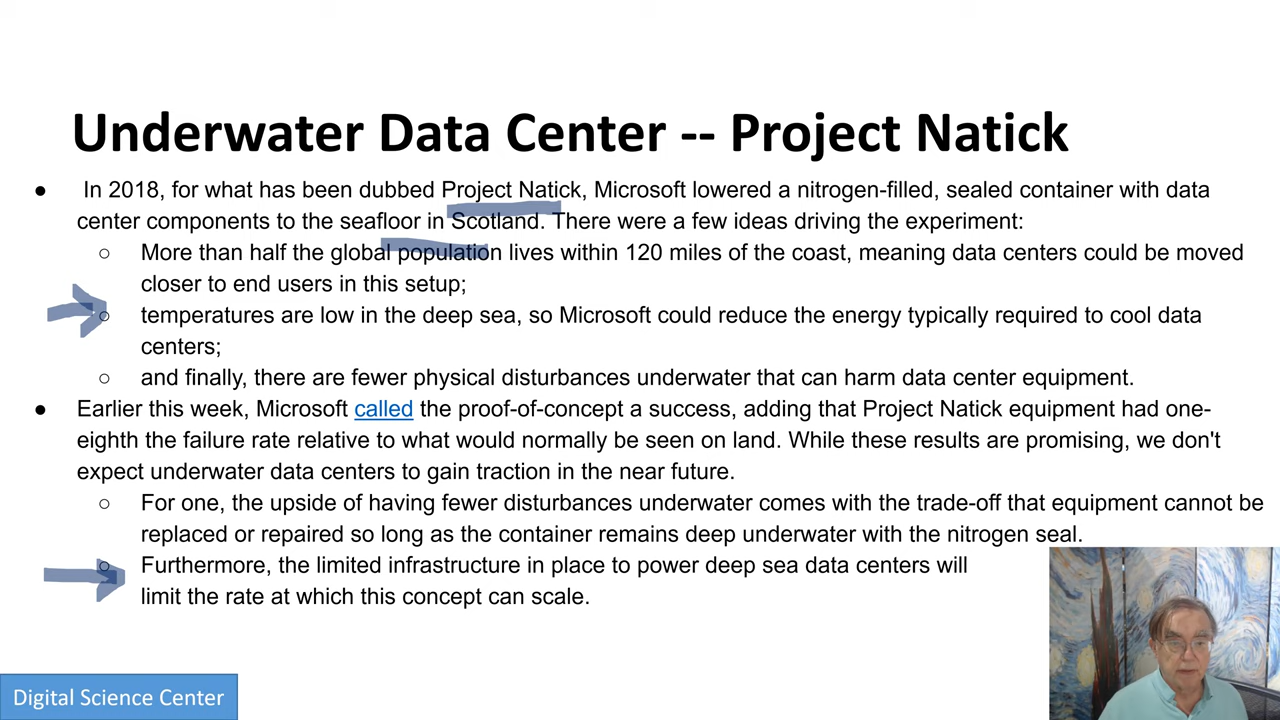 Underwater Data Center -- Project Natick
● In 2018, for what has been dubbed Project Natick, Microsoft lowered a nitrogen-filled, sealed container with data
center components to the seafloor in Scotland. There were a few ideas driving the experiment:
○ More than half the global population lives within 120 miles of the coast, meaning data centers could be moved
closer to end users in this setup;
○ temperatures are low in the deep sea, so Microsoft could reduce the energy typically required to cool data
centers;
○ and finally, there are fewer physical disturbances underwater that can harm data center equipment.
● Earlier this week, Microsoft called the proof-of-concept a success, adding that Project Natick equipment had one-
eighth the failure rate relative to what would normally be seen on land. While these results are promising, we don't
expect underwater data centers to gain traction in the near future.
○ For one, the upside of having fewer disturbances underwater comes with the trade-off that equipment cannot be
replaced or repaired so long as the container remains deep underwater with the nitrogen seal.
○ Furthermore, the limited infrastructure in place to power deep sea data centers will
limit the rate at which this concept can scale.
Digital Science Center